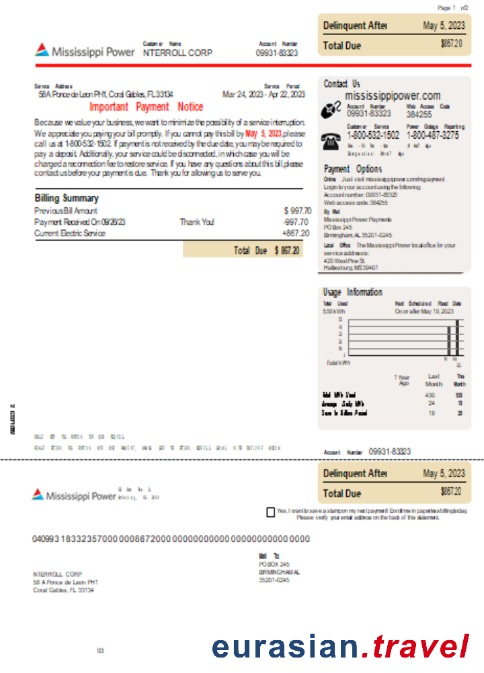 Page 1 of 2
Delinquent After May 5, 2023
Total Due $867.20
Mississippi Power
Customer Name
NTERROLL CORP
Account Number
09931-83323
Service Address
58 A Ponce de Leon PH1, Coral Gables, FL 33134
Service Period
Mar 24, 2023 - Apr 22, 2023
Important Payment Notice
Because we value your business, we want to minimize the possibility of a service interruption.
We appreciate you paying your bill promptly. If you cannot pay this bill by May 5, 2023, please
call us at 1-800-532-1502. If payment is not received by the due date, you may be required to
pay a deposit. Additionally, your service could be disconnected, in which case you will be
charged a reconnection fee to restore service. If you have any questions about this bill, please
contact us before your payment is due. Thank you for allowing us to serve you.
Billing Summary
Previous Bill Amount $ 997.70
Payment Received On Thank You! -997.70
Current Electric Service +867.20
Total Due $ 867.20
Contact Us
mississippipower.com
Account Number Web Access Code
09931-83323 384255
Customer Service Power Outage Reporting
1-800-532-1502 1-800-487-3275
Payment Options
Online Just visit mississippipower.com/mypayment
Login to your account using the following:
Account number: 09931-83323
Web access code: 384255
By Mail
Mississippi Power Payments
PO Box 245
Birmingham, AL 35201-0245
Local Office The Mississippi Power local office for your
service address is:
420 West Pine St.
Hattiesburg, MS 39401
Usage Information
Total Used Next Scheduled Read Date
539 kWh On or after May 19, 2023
1 Year Ago Last Month This Month
Total kWh Used 430 539
Average Daily kWh 24
Days in Billing Period 18
Account Number 09931-83323
Delinquent After May 5, 2023
Total Due $867.20
Mississippi Power
Yes, I want to save a stamp on my next payment! Enroll me in paperless billing today.
Please verify your email address on the back of this statement.
Mail To
PO BOX 245
BIRMINGHAM AL
35201-0245
NTERROLL CORP
58 A Ponce de Leon PH1
Coral Gables, FL 33134
eurasian.travel